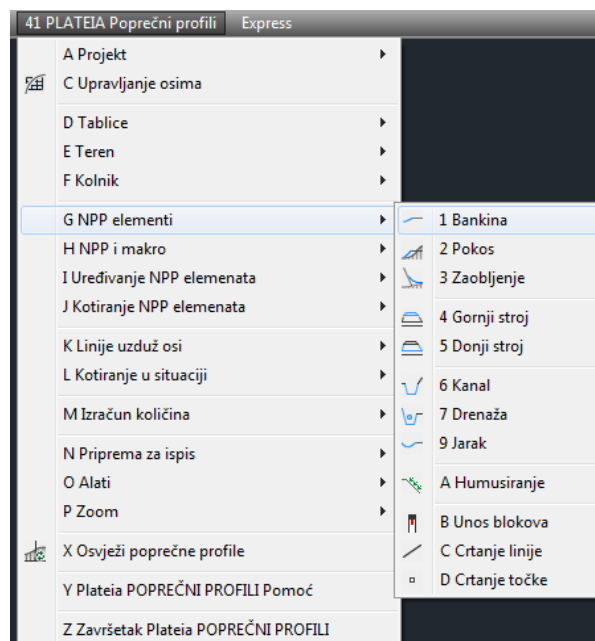 41 PLATEIA Poprečni profili Express
A Projekt
C Upravljanje osima
D Tablice
E Teren
F Kolnik
G NPP elementi
H NPP i makro
I Uređivanje NPP elemenata
J Kotiranje NPP elemenata
K Linije uzduž osi
L Kotiranje u situaciji
M Izračun količina
N Priprema za ispis
O Alati
P Zoom
X Osvježi poprečne profile
Y Plateia POPREČNI PROFILI Pomoć
Z Završetak Plateia POPREČNI PROFILI
1 Bankina
2 Pokos
3 Zaobljenje
4 Gornji stroj
5 Donji stroj
6 Kanal
7 Drenaža
9 Jarak
A Humusiranje
B Unos blokova
C Crtanje linije
D Crtanje točke